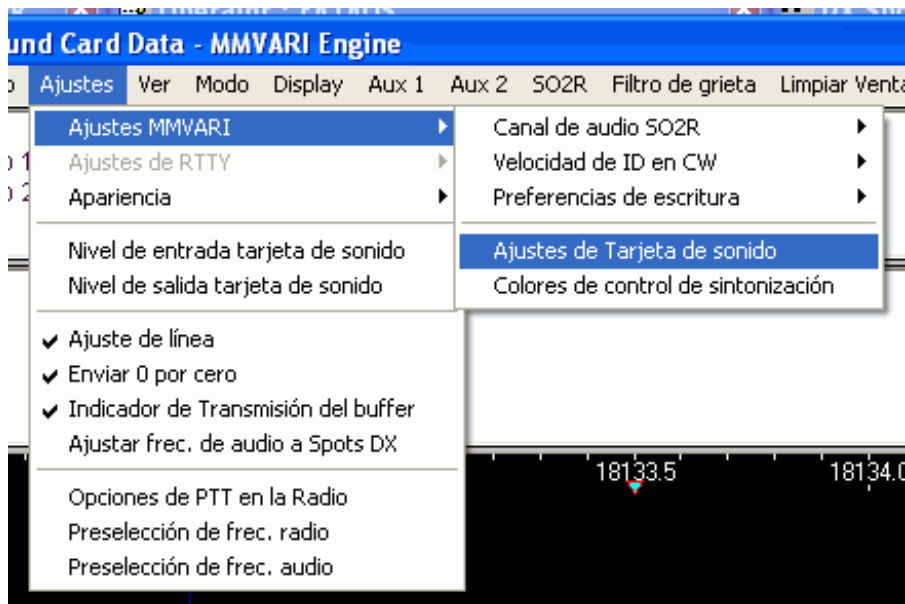 und Card Data - MMVARI Engine
Ajustes Ver Modo Display Aux 1 Aux 2 SO2R Filtro de grieta Limpiar Venta
Ajustes MMVARI
Ajustes de RTTY
Apariencia
Nivel de entrada tarjeta de sonido
Nivel de salida tarjeta de sonido
Ajuste de línea
Enviar 0 por cero
Indicador de Transmisión del buffer
Ajustar frec. de audio a Spots DX
Opciones de PTT en la Radio
Preselección de frec. radio
Preselección de frec. audio
Canal de audio SO2R
Velocidad de ID en CW
Preferencias de escritura
Ajustes de Tarjeta de sonido
Colores de control de sintonización
18133.5 18134.0